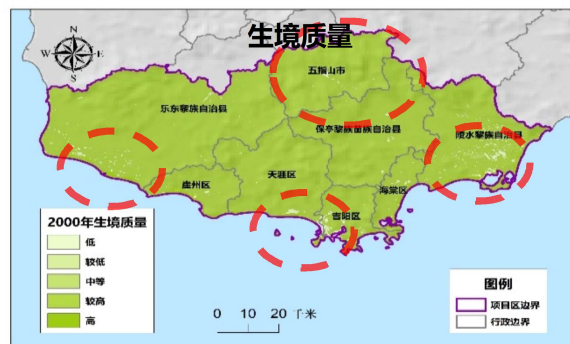 生境质量
N
W
E
S
五指山市
乐东黎族自治县
保亭黎族苗族自治县
陵水黎族自治县
天涯区
海棠区
崖州区
吉阳区
2000年生境质量
低
较低
中等
较高
高
0 10 20 千米
图例
项目区边界
行政边界